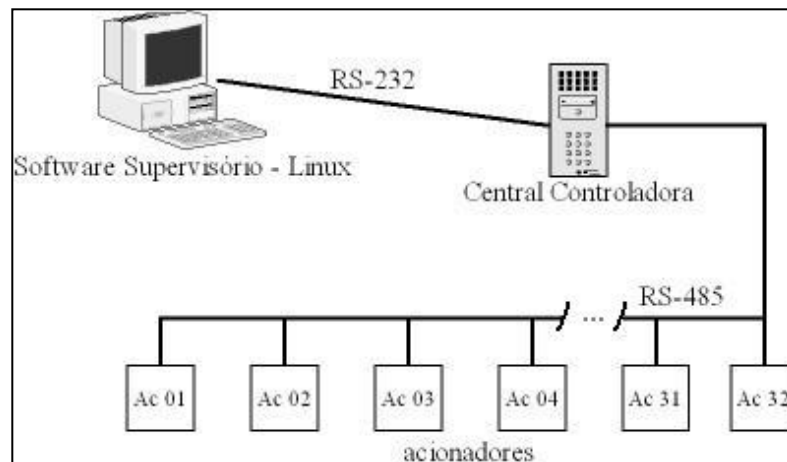 RS-232
Software Supervisório - Linux
Central Controladora
RS-485
...
Ac 01
Ac 02
Ac 03
Ac 04
Ac 31
Ac 32
acionadores